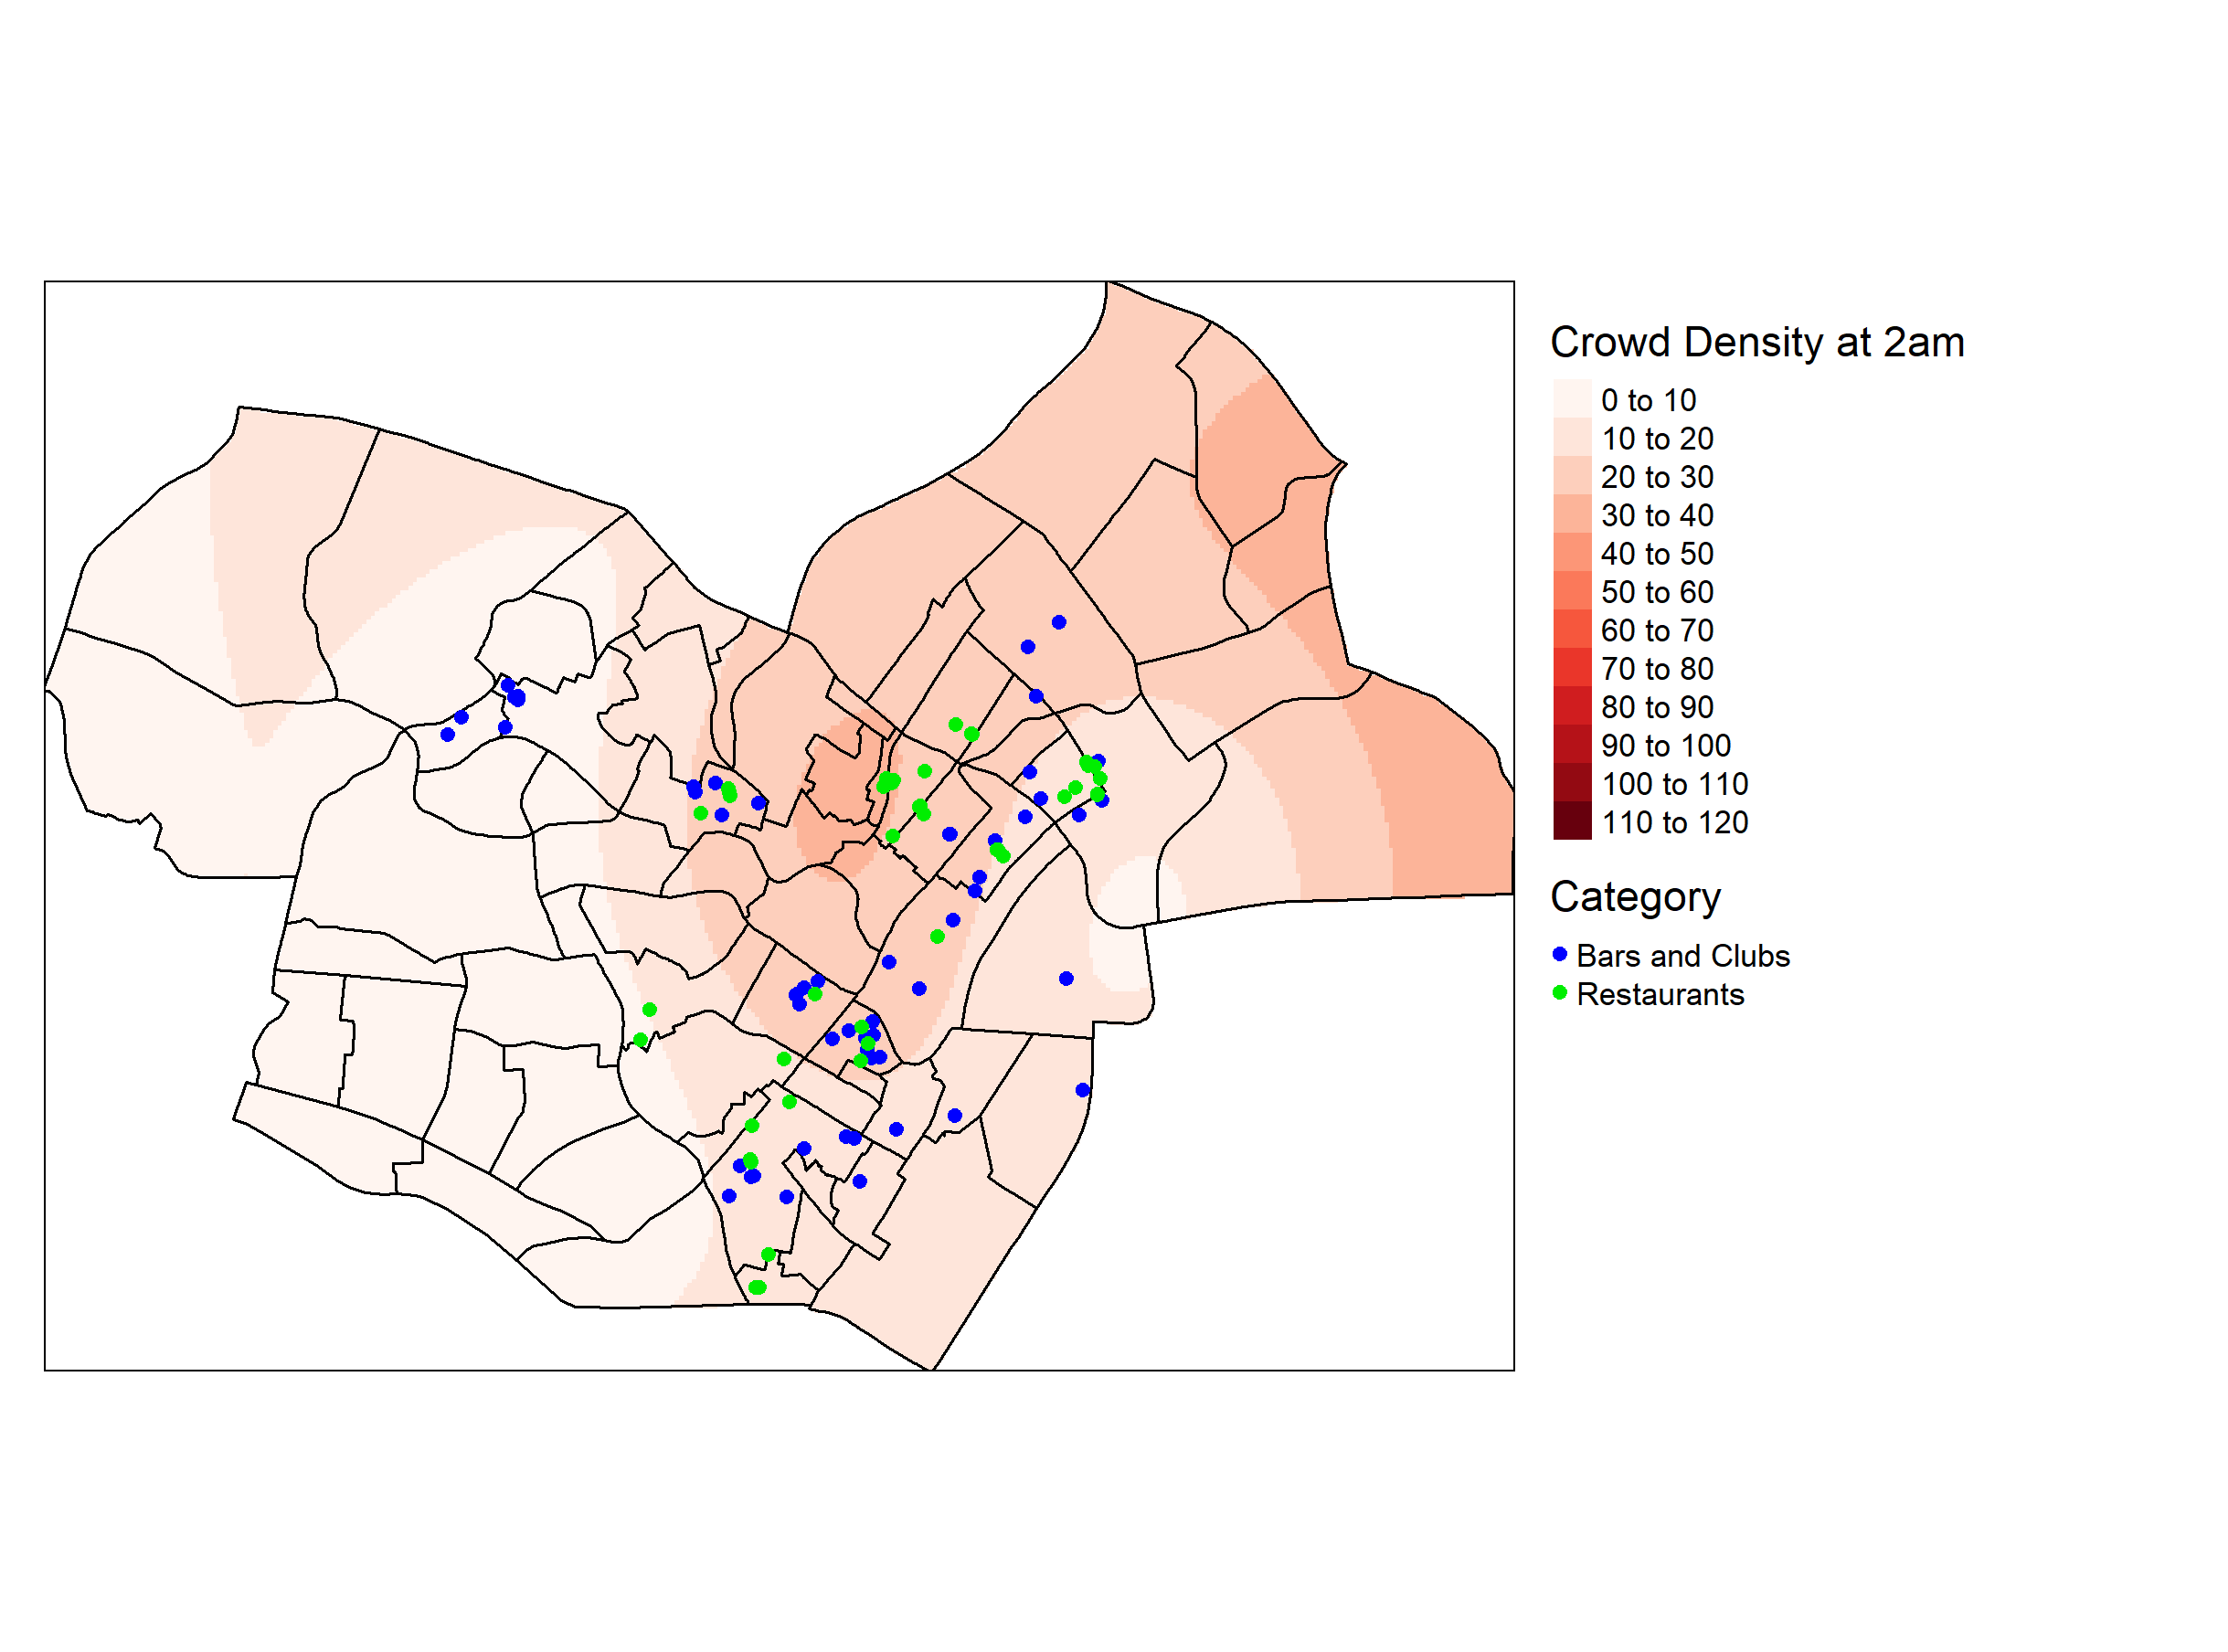 Crowd Density at 2am
0 to 10
10 to 20
20 to 30
30 to 40
40 to 50
50 to 60
60 to 70
70 to 80
80 to 90
90 to 100
100 to 110
110 to 120
Category
Bars and Clubs
Restaurants